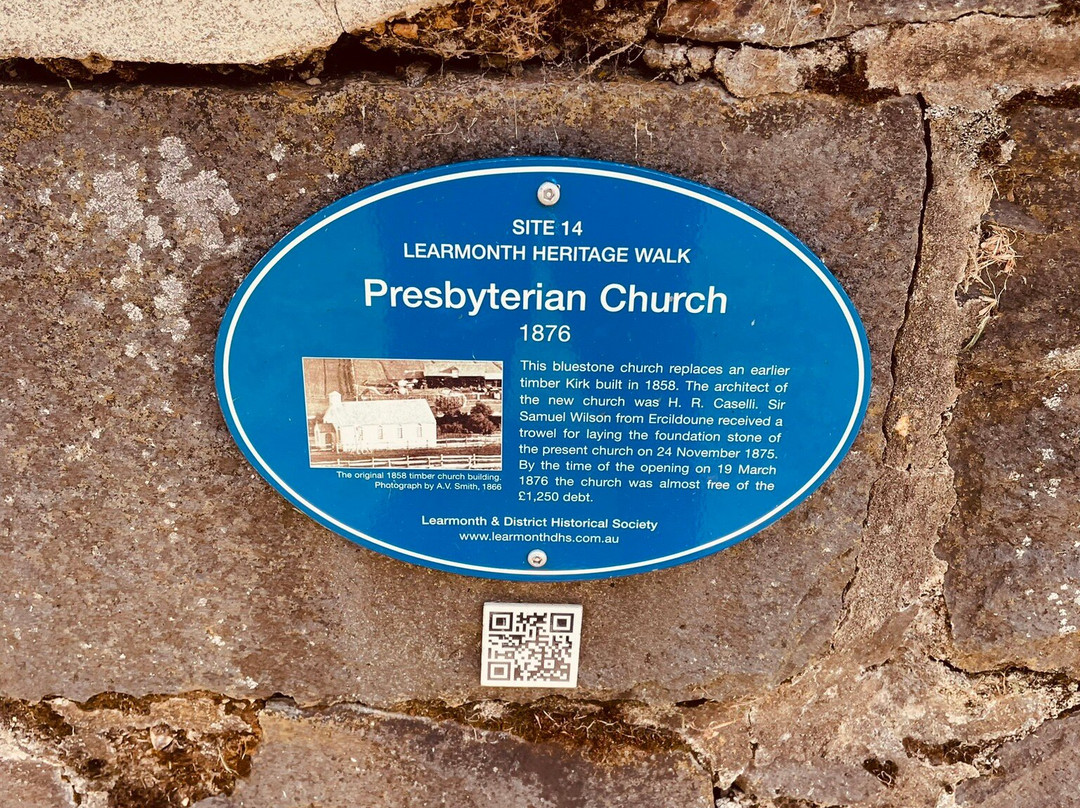 SITE 14
LEARMONTH HERITAGE WALK
Presbyterian Church
1876
This bluestone church replaces an earlier
timber Kirk built in 1858. The architect of
the new church was H. R. Caselli. Sir
Samuel Wilson from Ercildoune received a
trowel for laying the foundation stone of
the present church on 24 November 1875.
By the time of the opening on 19 March
1876 the church was almost free of the
£1,250 debt.
The original 1858 timber church building.
Photograph by A.V. Smith, 1866
Learmonth & District Historical Society
www.learmonthdhs.com.au